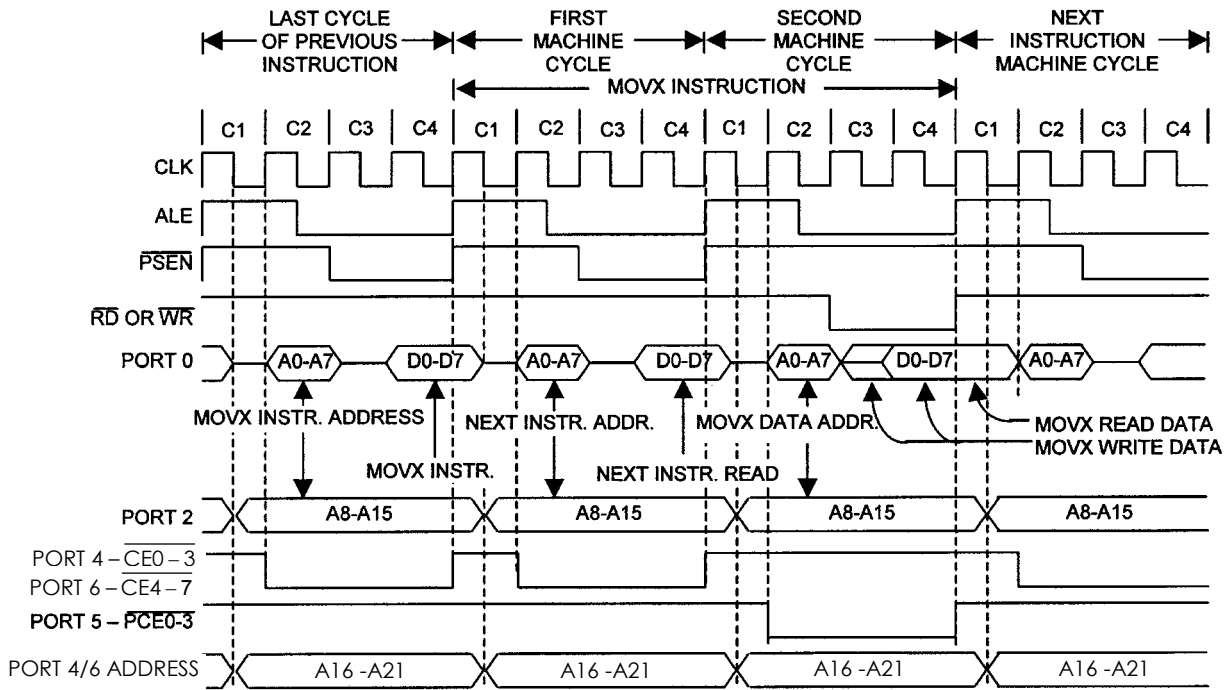 LAST CYCLE OF PREVIOUS INSTRUCTION
FIRST MACHINE CYCLE
SECOND MACHINE CYCLE
NEXT INSTRUCTION MACHINE CYCLE
MOVX INSTRUCTION
C1 C2 C3 C4 C1 C2 C3 C4 C1 C2 C3 C4 C1 C2 C3 C4
CLK
ALE
PSEN
RD OR WR
PORT 0 A0-A7 D0-D7 A0-A7 D0-D7 A0-A7 D0-D7 A0-A7
MOVX INSTR. ADDRESS
NEXT INSTR. ADDR.
MOVX DATA ADDR.
MOVX READ DATA
MOVX WRITE DATA
MOVX INSTR.
NEXT INSTR. READ
PORT 2 A8-A15 A8-A15 A8-A15 A8-A15
PORT 4 – CE0 – 3
PORT 6 – CE4 – 7
PORT 5 - PCE0-3
PORT 4/6 ADDRESS A16 -A21 A16 -A21 A16 -A21 A16 -A21